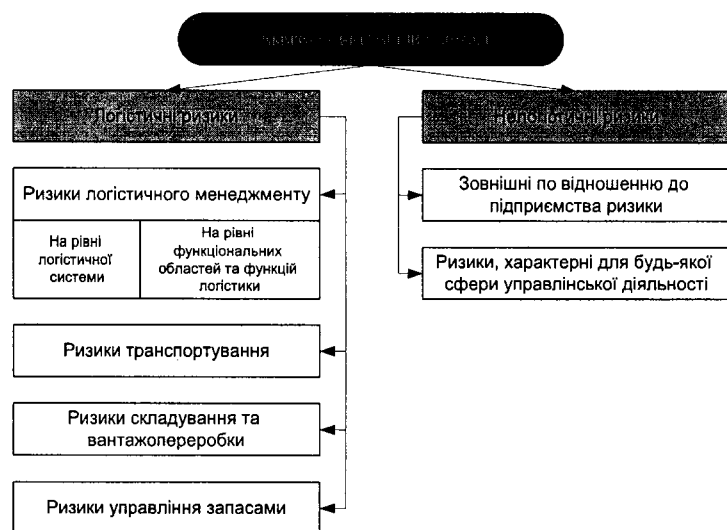 Логістичні ризики
Нелогістичні ризики
Ризики логістичного менеджменту
На рівні
логістичної
системи
На рівні
функціональних
областей та функцій
логістики
Ризики транспортування
Ризики складування та
вантажопереробки
Ризики управління запасами
Зовнішні по відношенню до
підприємства ризики
Ризики, характерні для будь-якої
сфери управлінської діяльності